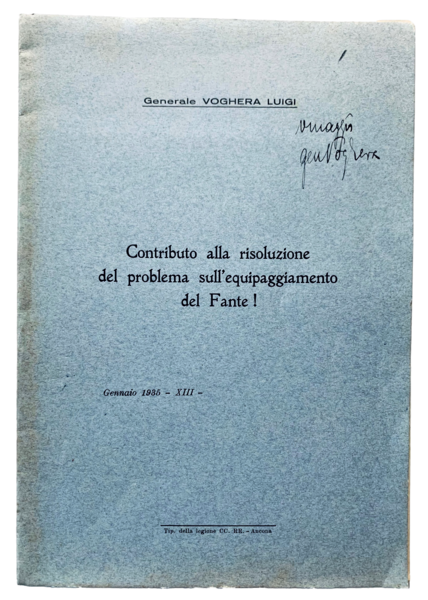 Generale VOGHERA LUIGI
omaggio
gen Voghera
Contributo alla risoluzione
del problema sull'equipaggiamento
del Fante !
Gennaio 1935 - XIII -
Tip. della legione CC. RR. - Ancona